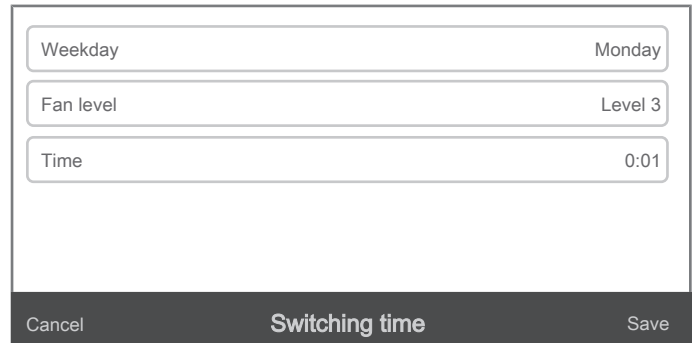 Weekday Monday
Fan level Level 3
Time 0:01
Cancel Switching time Save